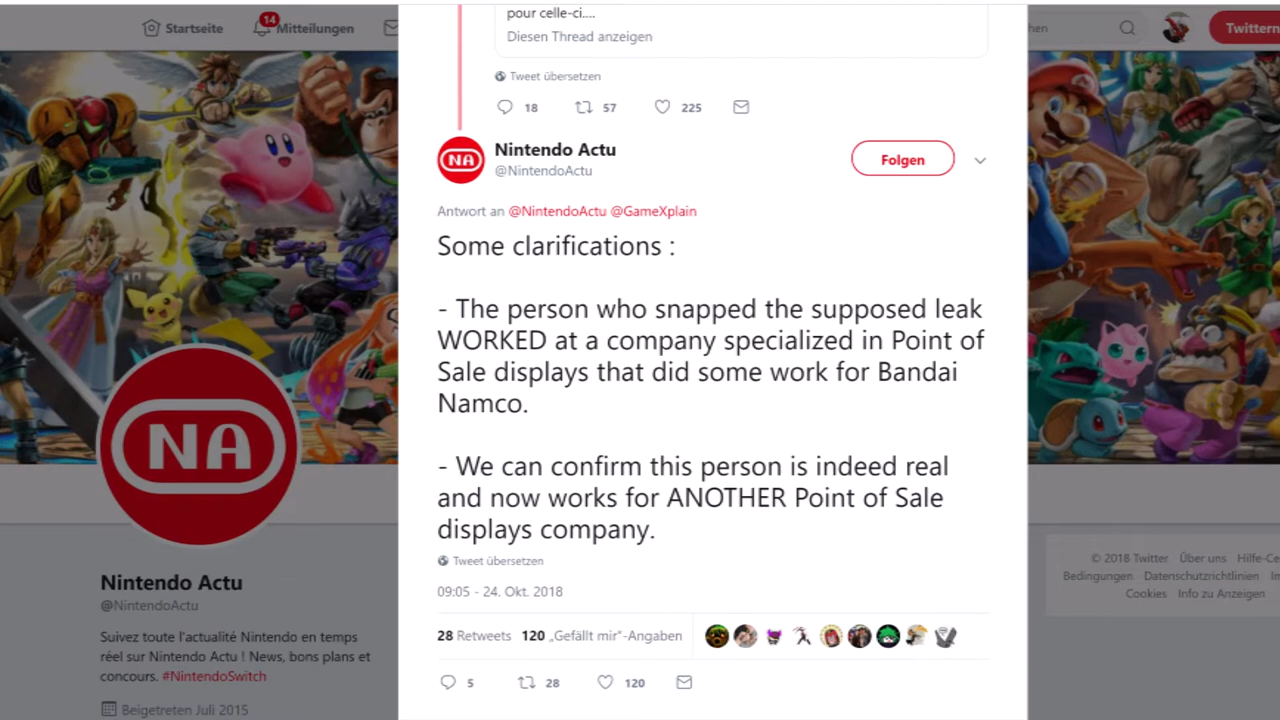 Startseite
14
Mitteilungen
Twittern
pour celle-ci....
Diesen Thread anzeigen
Tweet übersetzen
18 57 225
NA
Nintendo Actu
@NintendoActu
Folgen
Antwort an @NintendoActu @GameXplain
Some clarifications :
- The person who snapped the supposed leak
WORKED at a company specialized in Point of
Sale displays that did some work for Bandai
Namco.
- We can confirm this person is indeed real
and now works for ANOTHER Point of Sale
displays company.
Tweet übersetzen
09:05 - 24. Okt. 2018
28 Retweets 120 „Gefällt mir“-Angaben
5 28 120
NA
Nintendo Actu
@NintendoActu
Suivez toute l'actualité Nintendo en temps
réel sur Nintendo Actu ! News, bons plans et
concours. #NintendoSwitch
Beigetreten Juli 2015
© 2018 Twitter Über uns Hilfe-Ce
Bedingungen Datenschutzrichtlinien
Cookies Info zu Anzeigen